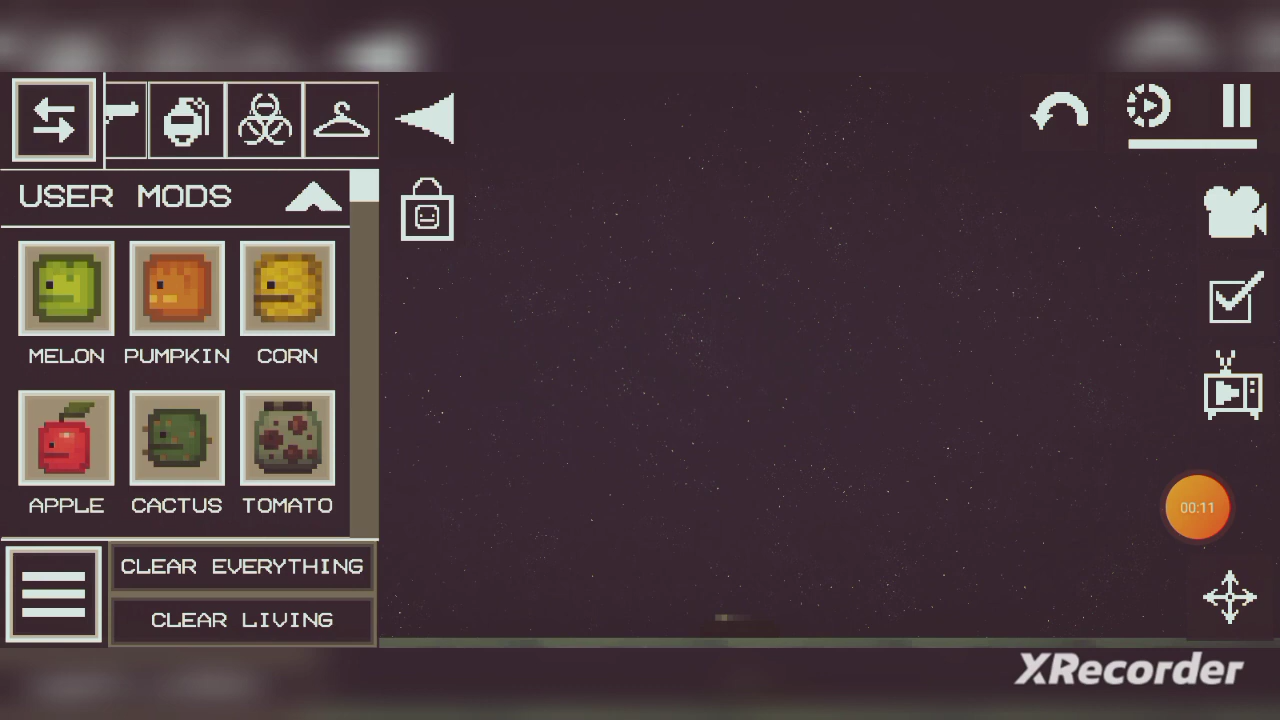 USER MODS
MELON PUMPKIN CORN
APPLE CACTUS TOMATO
CLEAR EVERYTHING
CLEAR LIVING
00:11
XRecorder